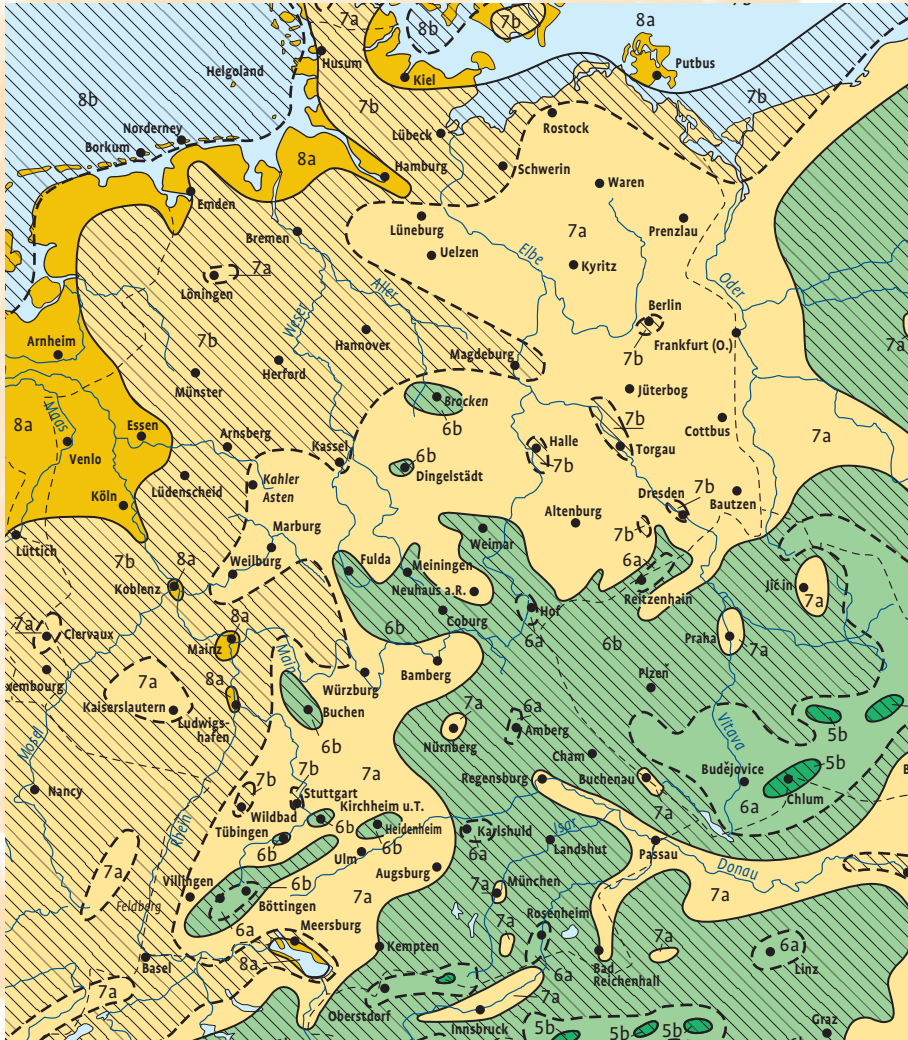 7a
8b
7b
8a
Husum
Helgoland
Kiel
Putbus
8b
7b
7b
Norderney
Borkum
Lübeck
Rostock
8a
Hamburg
Schwerin
Waren
Emden
Lüneburg
Prenzlau
Bremen
7a
Uelzen
Elbe
Kyritz
Oder
7a
Löningen
Aller
Weser
Berlin
Arnheim
7b
Hannover
7b
Frankfurt (O.)
7a
Münster
Herford
Magdeburg
Jüterbog
Brocken
7b
8a
Maas
Essen
6b
Cottbus
Venlo
Arnsberg
Kassel
6b
Halle
7b
Torgau
7a
Dingelstädt
Kahler
Asten
Lüdenscheid
Köln
Dresden
7b
Bautzen
Altenburg
Marburg
Weimar
7b
Lüttich
7b
8a
Weilburg
Fulda
Meiningen
6a
Koblenz
Neuhaus a.R.
Reitzenhain
Jičin
7a
8a
Coburg
Hof
7a
Clervaux
6b
6a
6b
Praha
7a
Mainz
Main
xembourg
8a
Bamberg
7a
Würzburg
Plzeň
Kaiserslautern
Buchen
7a
6a
Ludwigs-
hafen
Amberg
5b
Mosel
6b
Nürnberg
Vltava
Cham
7a
Regensburg
Buchenau
Budějovice
5b
7b
7b
Nancy
Stuttgart
6a
Chlum
Wildbad
Kirchheim u.T.
7a
Rhein
Tübingen
6b
Heidenheim
Karlshuld
Isar
6b
6b
6a
Landshut
Passau
Ulm
Donau
7a
Augsburg
Villingen
6b
7a
7a
München
7a
Feldberg
Böttingen
6a
Meersburg
7a
Rosenheim
7a
Kempten
6a
Basel
8a
6a
Bad
Reichenhall
Linz
7a
Oberstdorf
7a
Innsbruck
5b
5b
5b
Graz